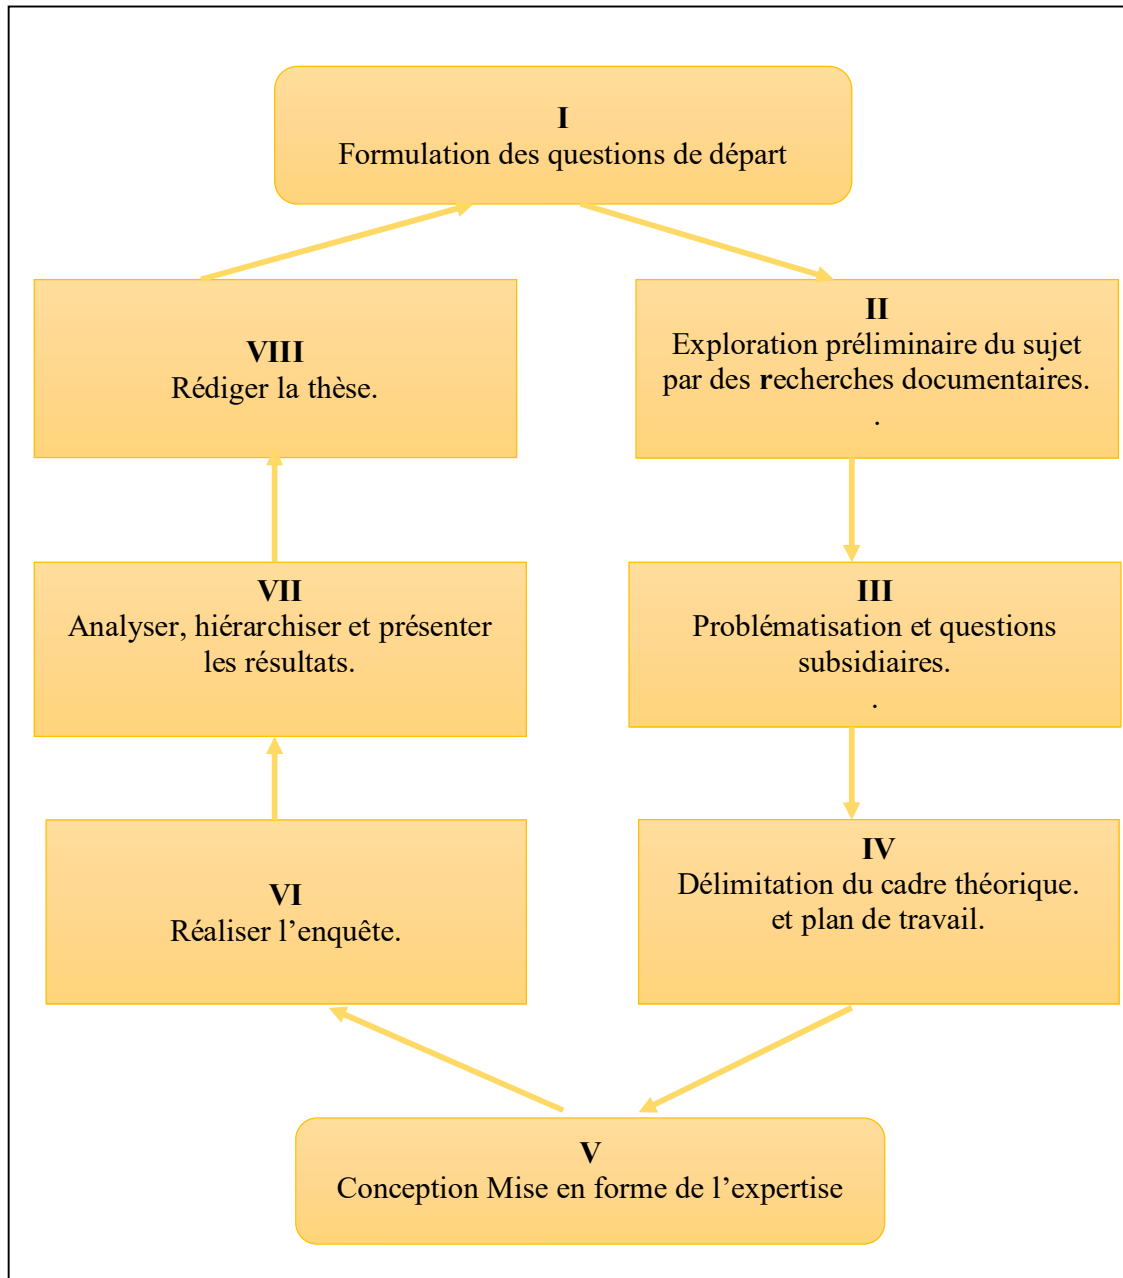 I
Formulation des questions de départ
II
Exploration préliminaire du sujet
par des recherches documentaires.
.
III
Problématisation et questions
subsidiaires.
.
IV
Délimitation du cadre théorique.
et plan de travail.
V
Conception Mise en forme de l’expertise
VI
Réaliser l’enquête.
VII
Analyser, hiérarchiser et présenter
les résultats.
VIII
Rédiger la thèse.